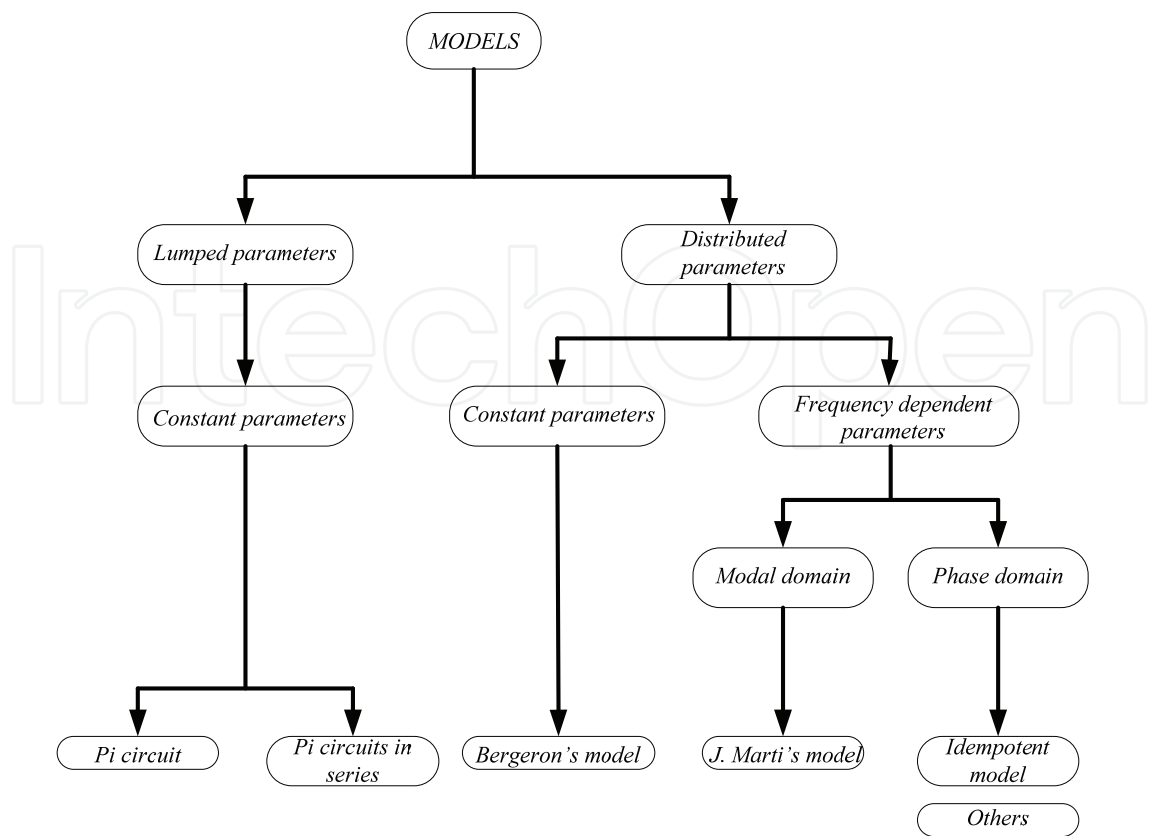 MODELS
Lumped parameters
Distributed
parameters
Constant parameters
Constant parameters
Frequency dependent
parameters
Modal domain
Phase domain
Pi circuit
Pi circuits in
series
Bergeron's model
J. Marti's model
Idempotent
model
Others
IntechOpen